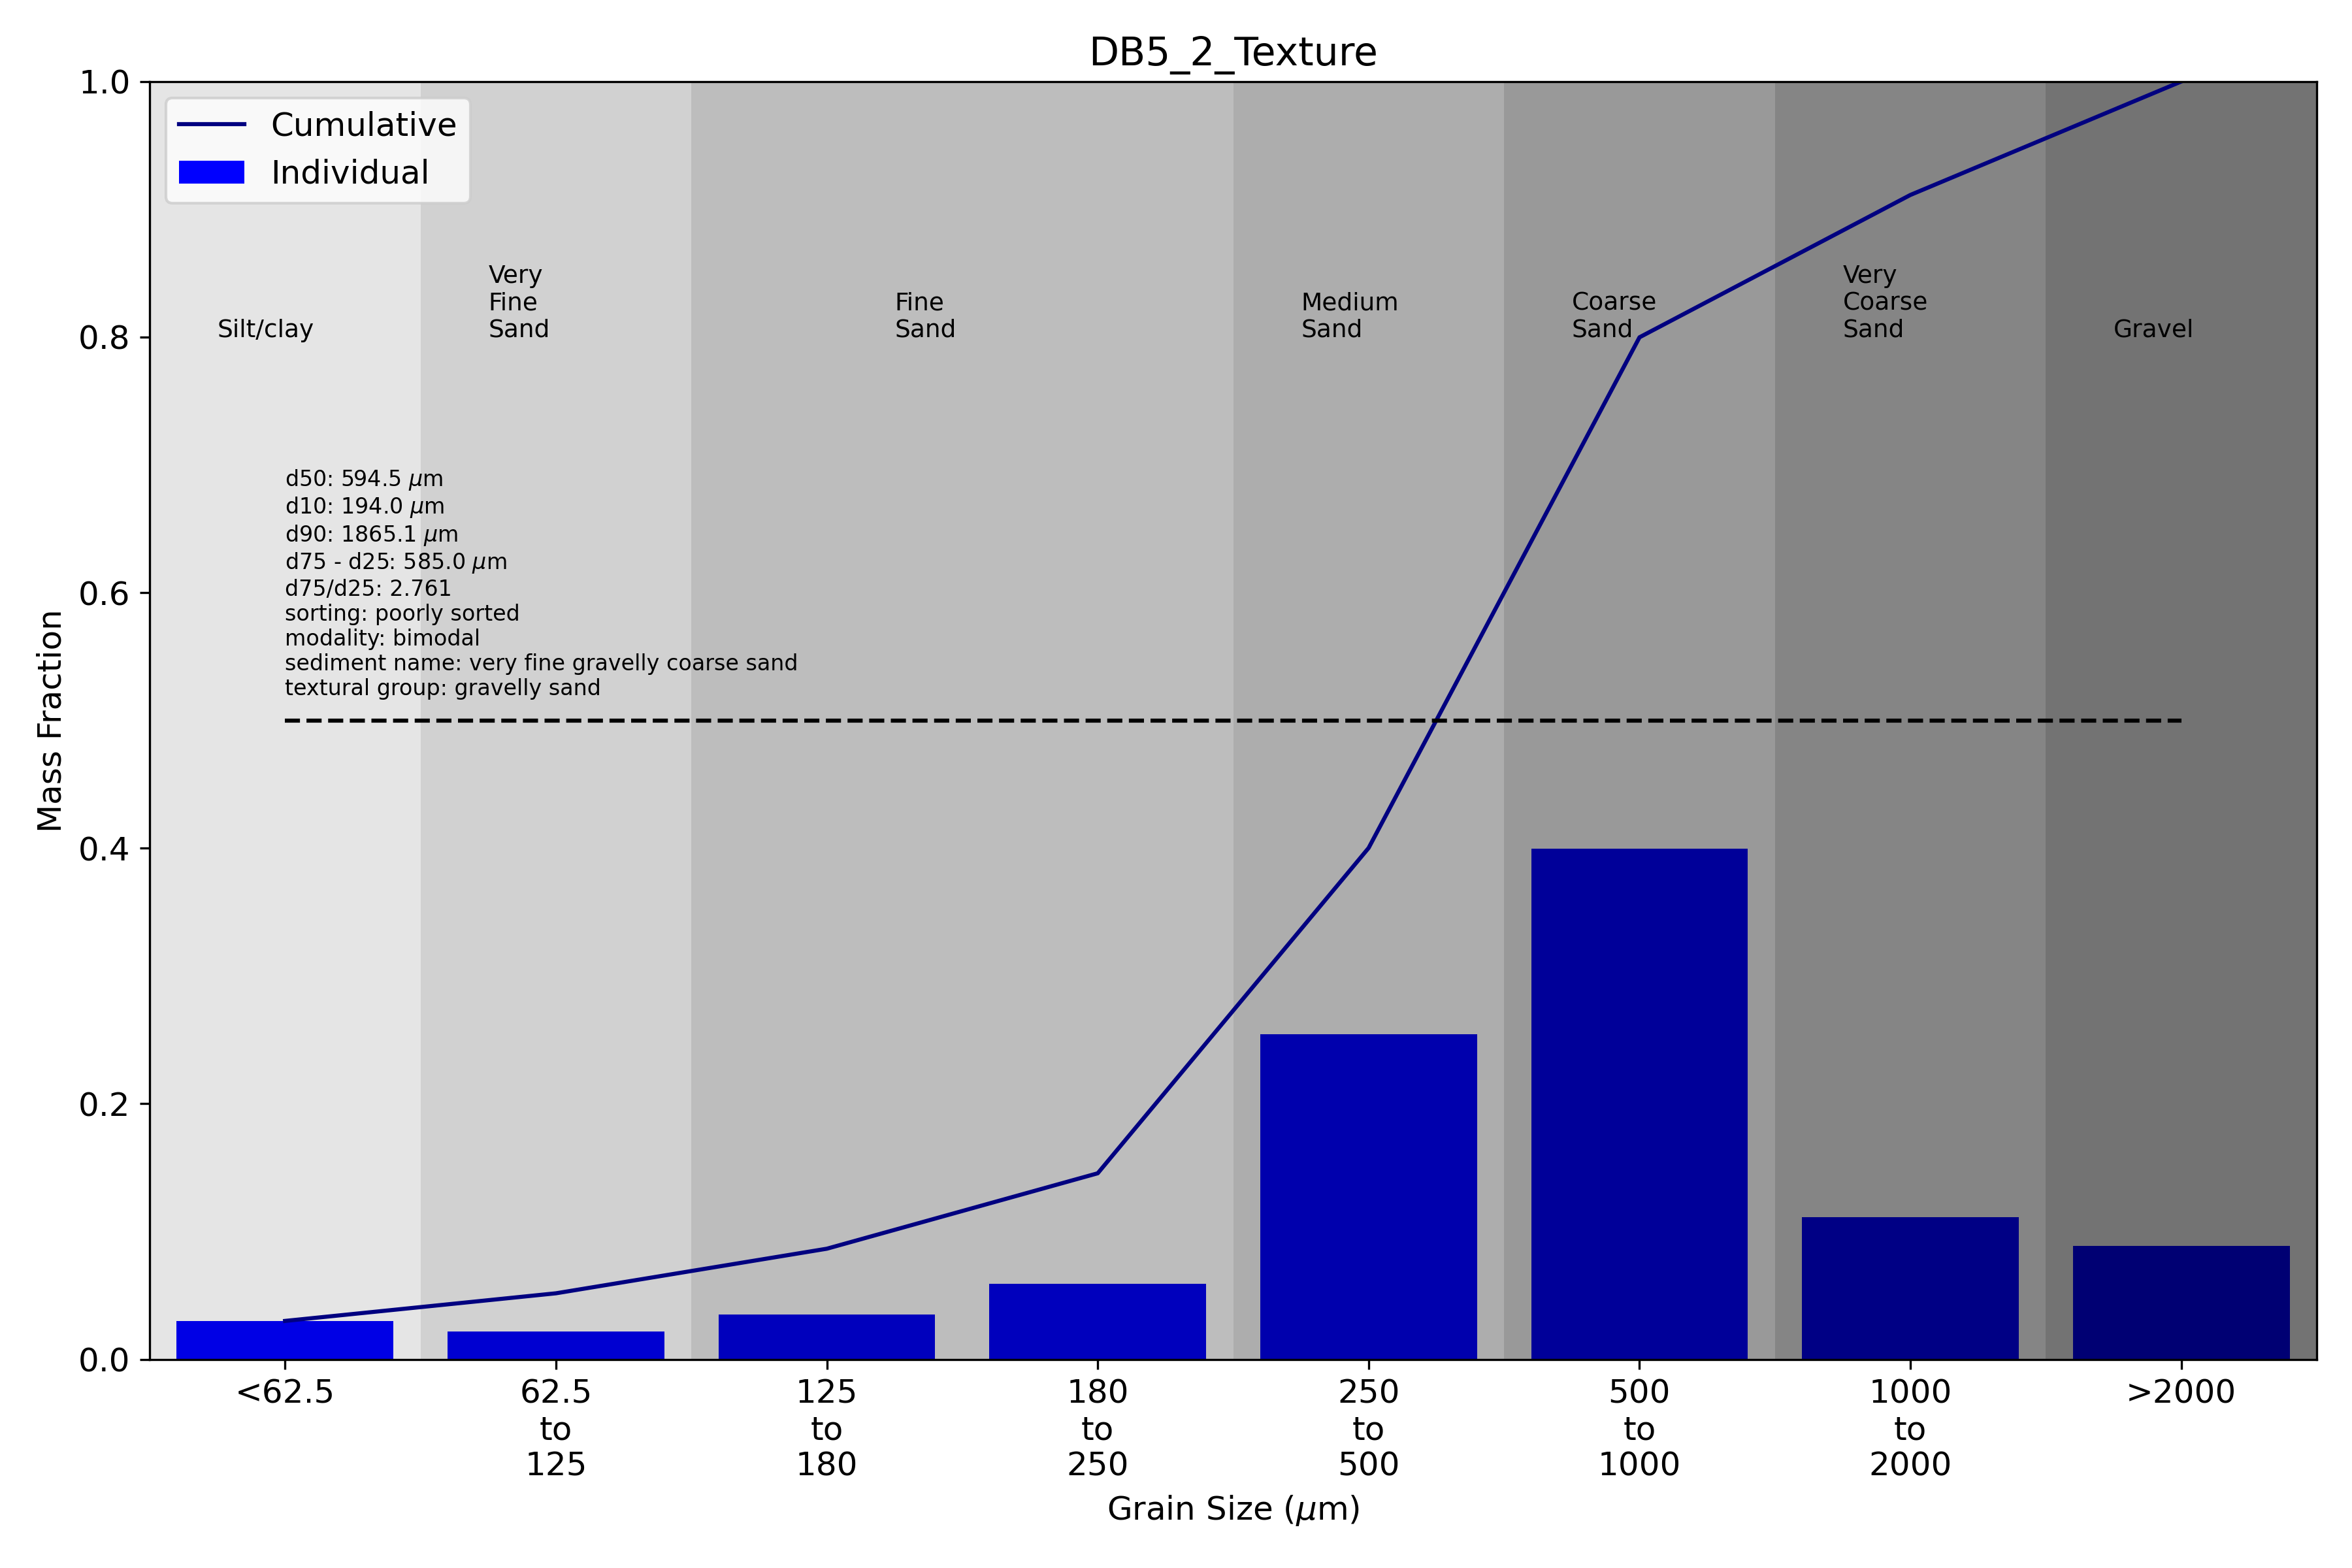 DB5_2_Texture
1.0
0.8
0.6
0.4
0.2
0.0
Mass Fraction
Cumulative
Individual
Silt/clay
Very
Fine
Sand
Fine
Sand
Medium
Sand
Coarse
Sand
Very
Coarse
Sand
Gravel
d50: 594.5 μm
d10: 194.0 μm
d90: 1865.1 μm
d75 - d25: 585.0 μm
d75/d25: 2.761
sorting: poorly sorted
modality: bimodal
sediment name: very fine gravelly coarse sand
textural group: gravelly sand
<62.5
62.5
to
125
125
to
180
180
to
250
250
to
500
500
to
1000
1000
to
2000
>2000
Grain Size (μm)